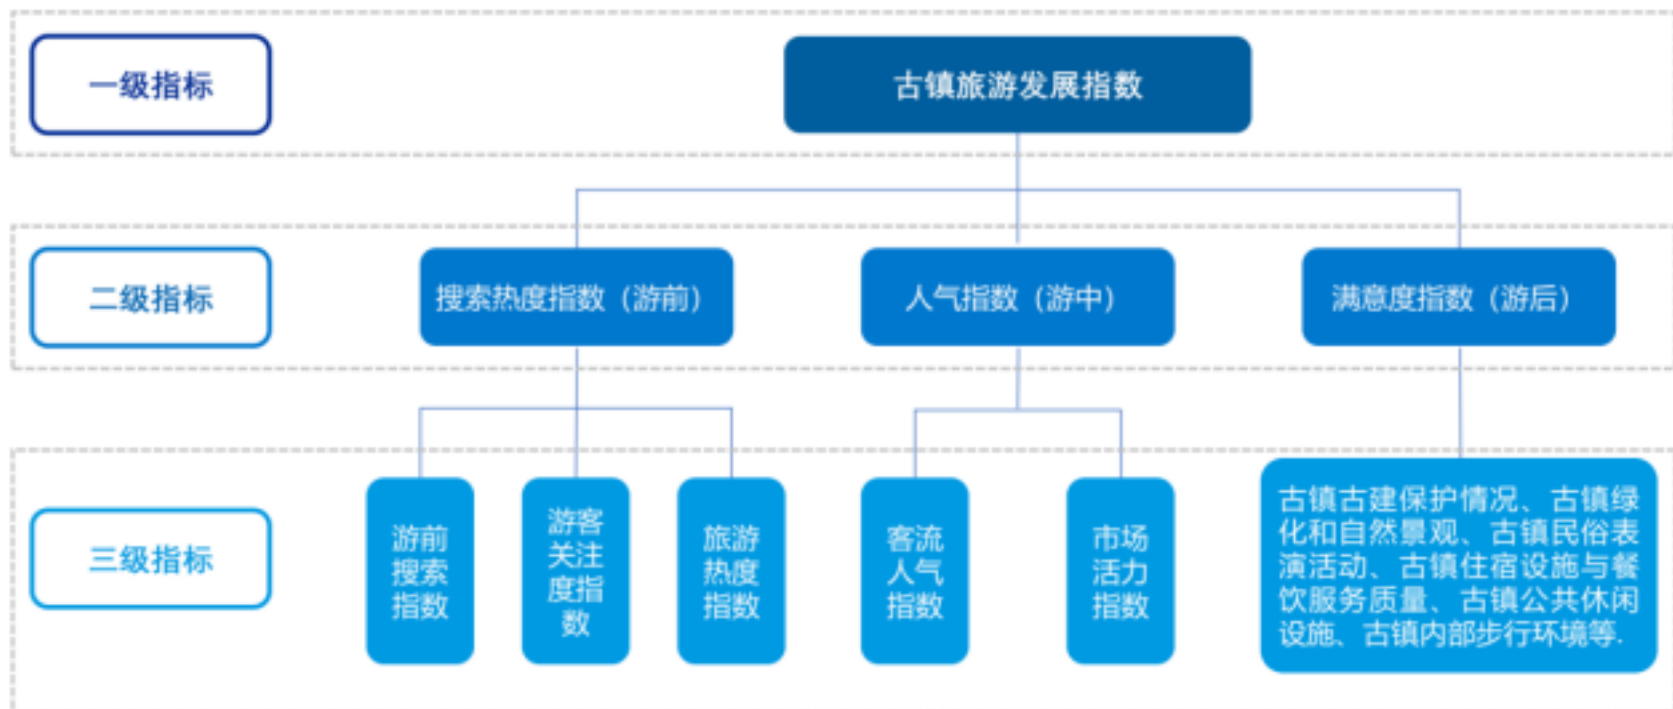 一级指标
古镇旅游发展指数
二级指标
搜索热度指数（游前）
人气指数（游中）
满意度指数（游后）
三级指标
游前
搜索
指数
游客
关注
度指
数
旅游
热度
指数
客流
人气
指数
市场
活力
指数
古镇古建保护情况、古镇绿
化和自然景观、古镇民俗表
演活动、古镇住宿设施与餐
饮服务质量、古镇公共休闲
设施、古镇内部步行环境等.